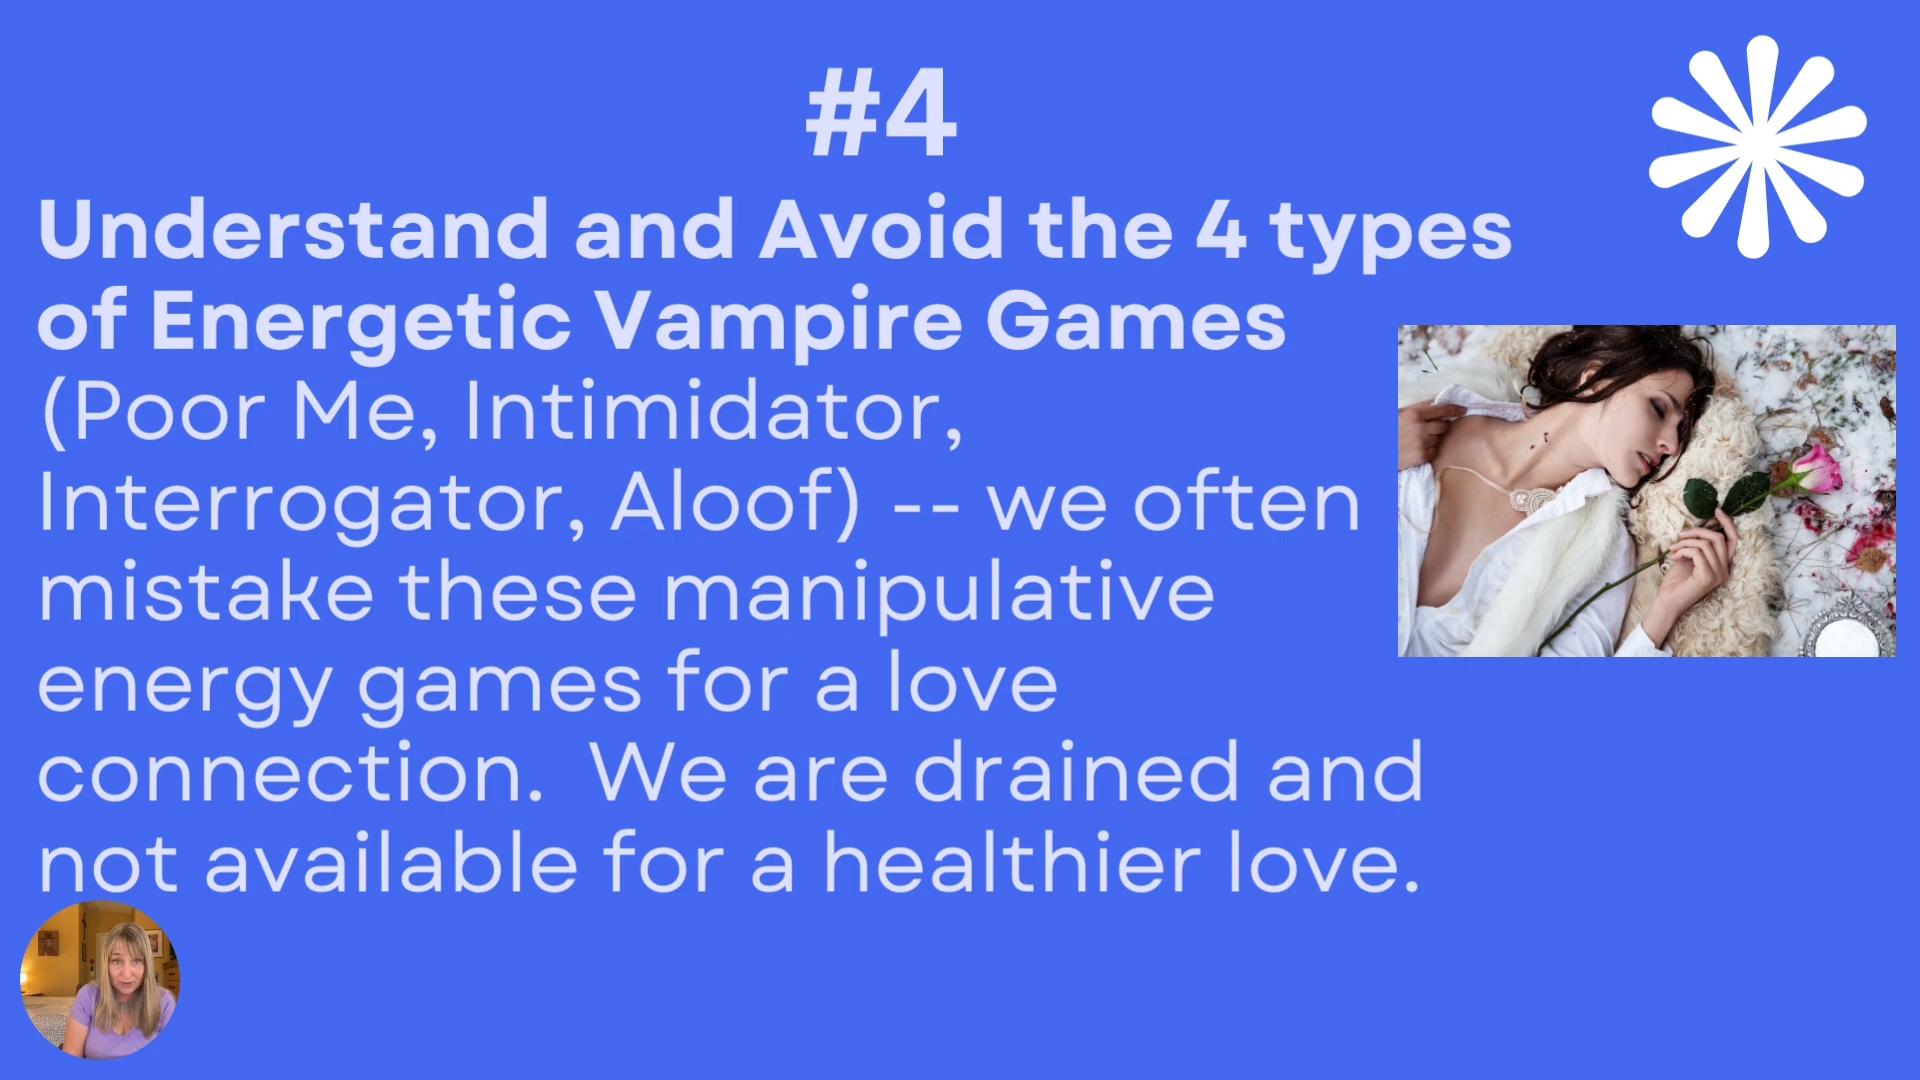 #4
Understand and Avoid the 4 types
of Energetic Vampire Games
(Poor Me, Intimidator,
Interrogator, Aloof) -- we often
mistake these manipulative
energy games for a love
connection.  We are drained and
not available for a healthier love.